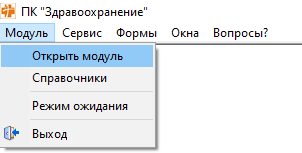 ПК "Здравоохранение"
Модуль Сервис Формы Окна Вопросы?
Открыть модуль
Справочники
Режим ожидания
Выход